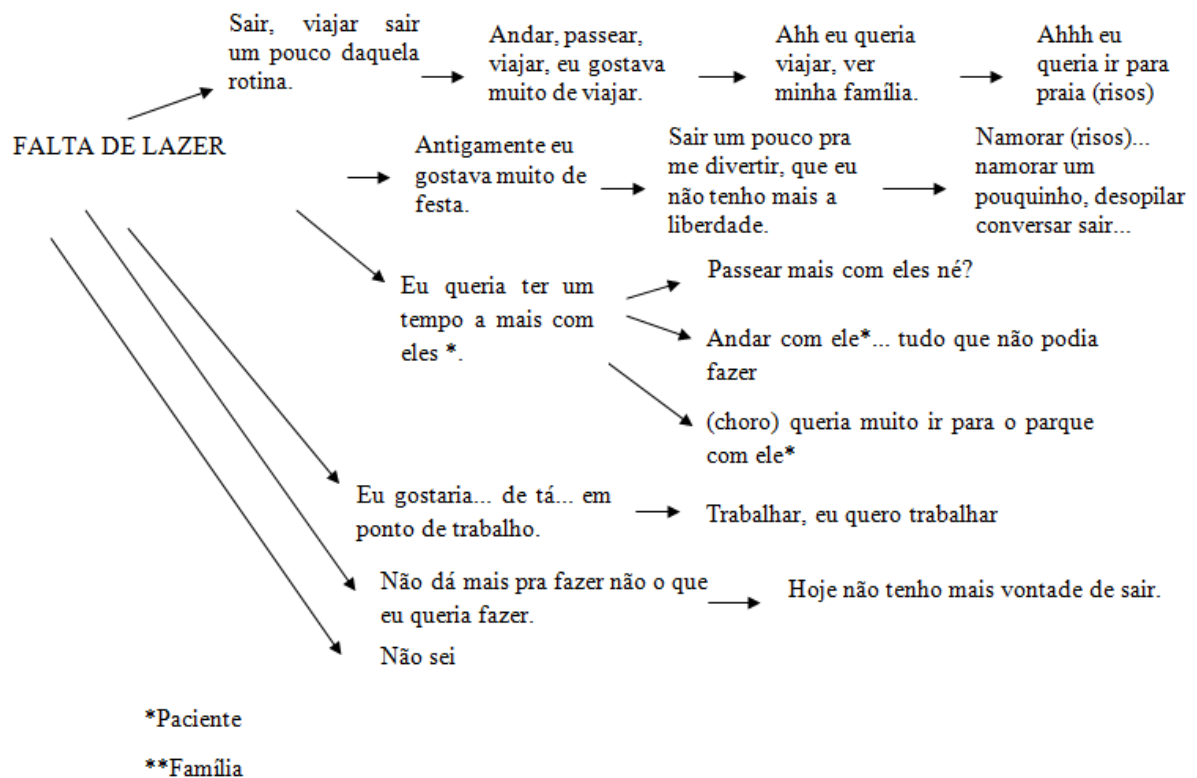 Sair, viajar sair
um pouco daquela
rotina.
Andar, passear,
viajar, eu gostava
muito de viajar.
Ahh eu queria
viajar, ver
minha família.
Ahhh eu
queria ir para
praia (risos)
FALTA DE LAZER
Antigamente eu
gostava muito de
festa.
Sair um pouco pra
me divertir, que eu
não tenho mais a
liberdade.
Namorar (risos)...
namorar um
pouquinho, desopilar
conversar sair...
Eu queria ter um
tempo a mais com
eles *.
Passear mais com eles né?
Andar com ele*... tudo que não podia
fazer
(choro) queria muito ir para o parque
com ele*
Eu gostaria... de tá... em
ponto de trabalho.
Trabalhar, eu quero trabalhar
Não dá mais pra fazer não o que
eu queria fazer.
Hoje não tenho mais vontade de sair.
Não sei
*Paciente
**Família